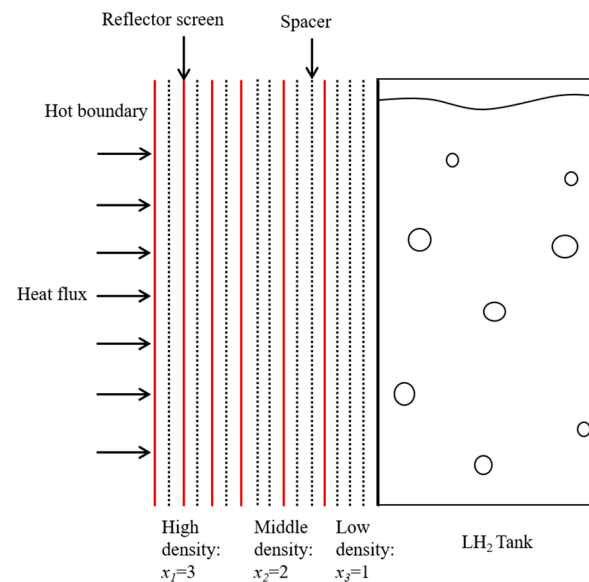 Reflector screen
Spacer
Hot boundary
Heat flux
High
density:
x₁=3
Middle
density:
x₂=2
Low
density:
x₃=1
LH₂ Tank